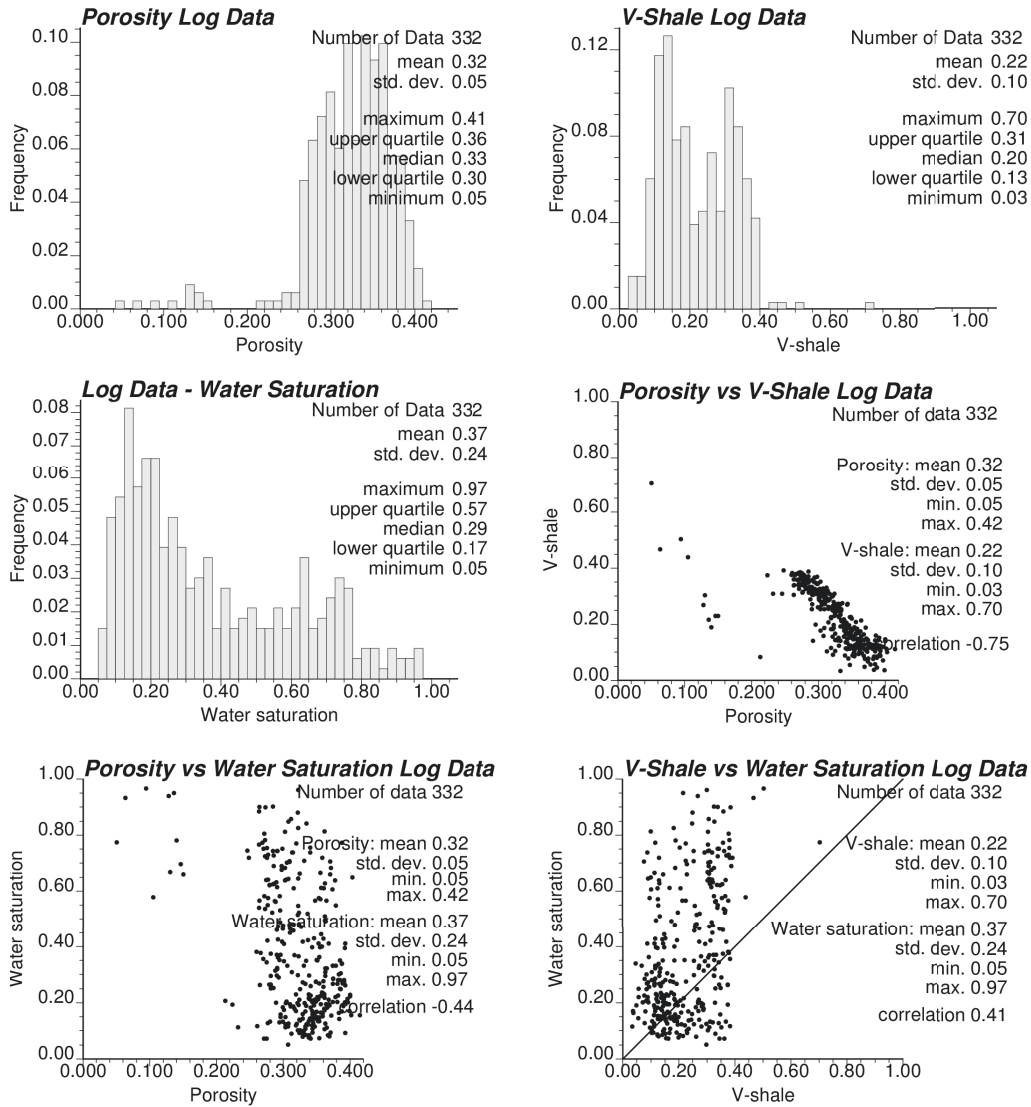 Porosity Log Data
Number of Data 332
mean 0.32
std. dev. 0.05
maximum 0.41
upper quartile 0.36
median 0.33
lower quartile 0.30
minimum 0.05
Frequency
0.10
0.08
0.06
0.04
0.02
0.00
0.000 0.100 0.200 0.300 0.400
Porosity
V-Shale Log Data
Number of Data 332
mean 0.22
std. dev. 0.10
maximum 0.70
upper quartile 0.31
median 0.20
lower quartile 0.13
minimum 0.03
Frequency
0.12
0.08
0.04
0.00
0.00 0.20 0.40 0.60 0.80 1.00
V-shale
Log Data - Water Saturation
Number of Data 332
mean 0.37
std. dev. 0.24
maximum 0.97
upper quartile 0.57
median 0.29
lower quartile 0.17
minimum 0.05
Frequency
0.08
0.07
0.06
0.05
0.04
0.03
0.02
0.01
0.00
0.00 0.20 0.40 0.60 0.80 1.00
Water saturation
Porosity vs V-Shale Log Data
Number of data 332
Porosity: mean 0.32
std. dev. 0.05
min. 0.05
max. 0.42
V-shale: mean 0.22
std. dev. 0.10
min. 0.03
max. 0.70
correlation -0.75
V-shale
1.00
0.80
0.60
0.40
0.20
0.00
0.000 0.100 0.200 0.300 0.400
Porosity
Porosity vs Water Saturation Log Data
Number of data 332
Porosity: mean 0.32
std. dev. 0.05
min. 0.05
max. 0.42
Water saturation: mean 0.37
std. dev. 0.24
min. 0.05
max. 0.97
correlation -0.44
Water saturation
1.00
0.80
0.60
0.40
0.20
0.00
0.000 0.100 0.200 0.300 0.400
Porosity
V-Shale vs Water Saturation Log Data
Number of data 332
V-shale: mean 0.22
std. dev. 0.10
min. 0.03
max. 0.70
Water saturation: mean 0.37
std. dev. 0.24
min. 0.05
max. 0.97
correlation 0.41
Water saturation
1.00
0.80
0.60
0.40
0.20
0.00
0.00 0.20 0.40 0.60 0.80 1.00
V-shale